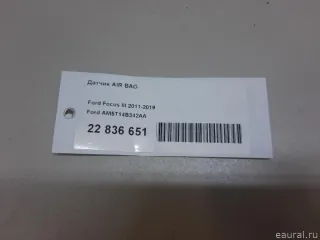 Датчик AIR BAG
Ford Focus III 2011-2019
Ford AM5T14B342AA
22 836 651
eaural.ru